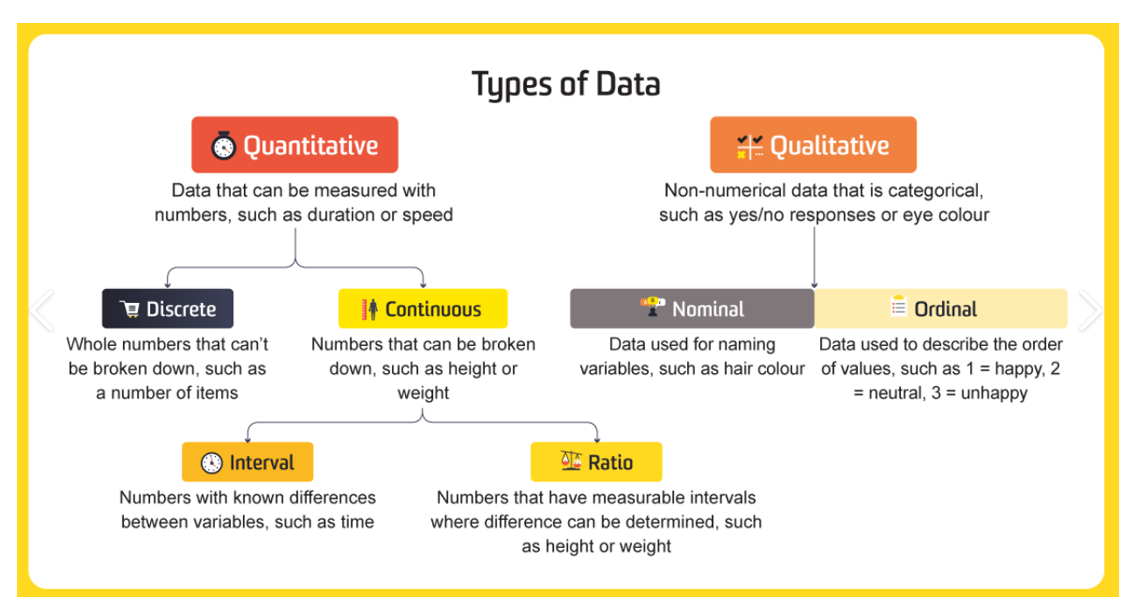 Types of Data
Quantitative
Data that can be measured with
numbers, such as duration or speed
Qualitative
Non-numerical data that is categorical,
such as yes/no responses or eye colour
Discrete
Whole numbers that can't
be broken down, such as
a number of items
Continuous
Numbers that can be broken
down, such as height or
weight
Nominal
Data used for naming
variables, such as hair colour
Ordinal
Data used to describe the order
of values, such as 1 = happy, 2
= neutral, 3 = unhappy
Interval
Numbers with known differences
between variables, such as time
Ratio
Numbers that have measurable intervals
where difference can be determined, such
as height or weight